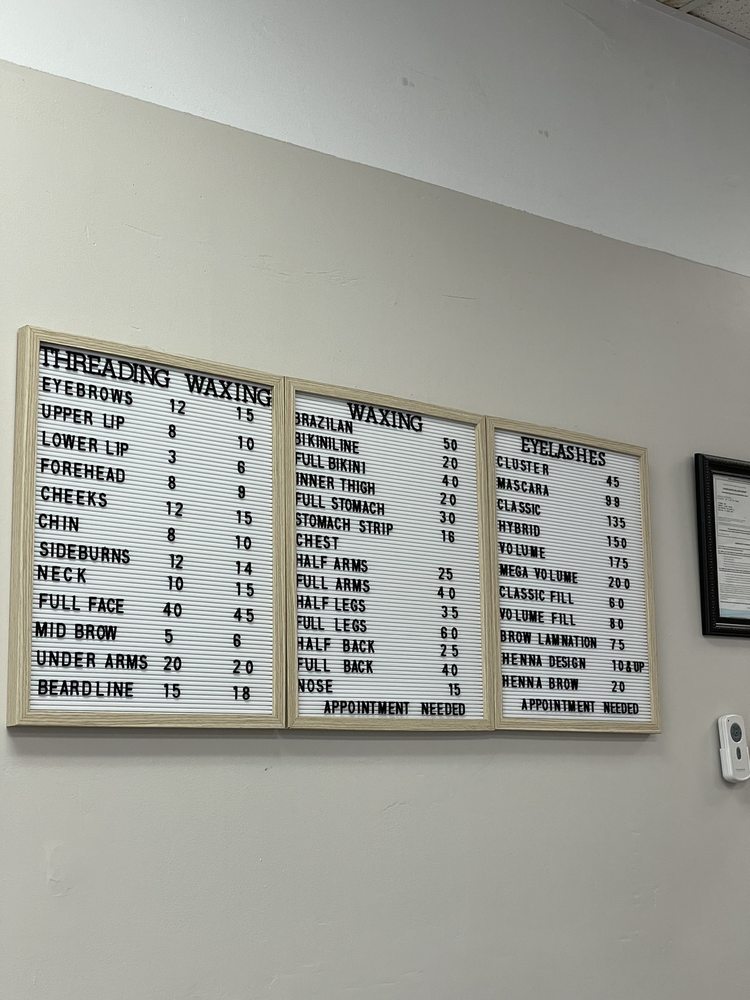 THREADING WAXING
EYEBROWS 12 15
UPPER LIP 8 10
LOWER LIP 3 6
FOREHEAD 8 9
CHEEKS 12 15
CHIN 8 10
SIDEBURNS 12 14
NECK 10 15
FULL FACE 40 45
MID BROW 5 6
UNDER ARMS 20 20
BEARDLINE 15 18
WAXING
BRAZILAN 50
BIKINILINE 20
FULL BIKINI 40
INNER THIGH 20
FULL STOMACH 30
STOMACH STRIP 16
CHEST
HALF ARMS 25
FULL ARMS 40
HALF LEGS 35
FULL LEGS 60
HALF BACK 25
FULL BACK 40
NOSE 15
APPOINTMENT NEEDED
EYELASHES
CLUSTER 45
MASCARA 99
CLASSIC 135
HYBRID 150
VOLUME 175
MEGA VOLUME 200
CLASSIC FILL 60
VOLUME FILL 80
BROW LAMNATION 75
HENNA DESIGN 10&UP
HENNA BROW 20
APPOINTMENT NEEDED